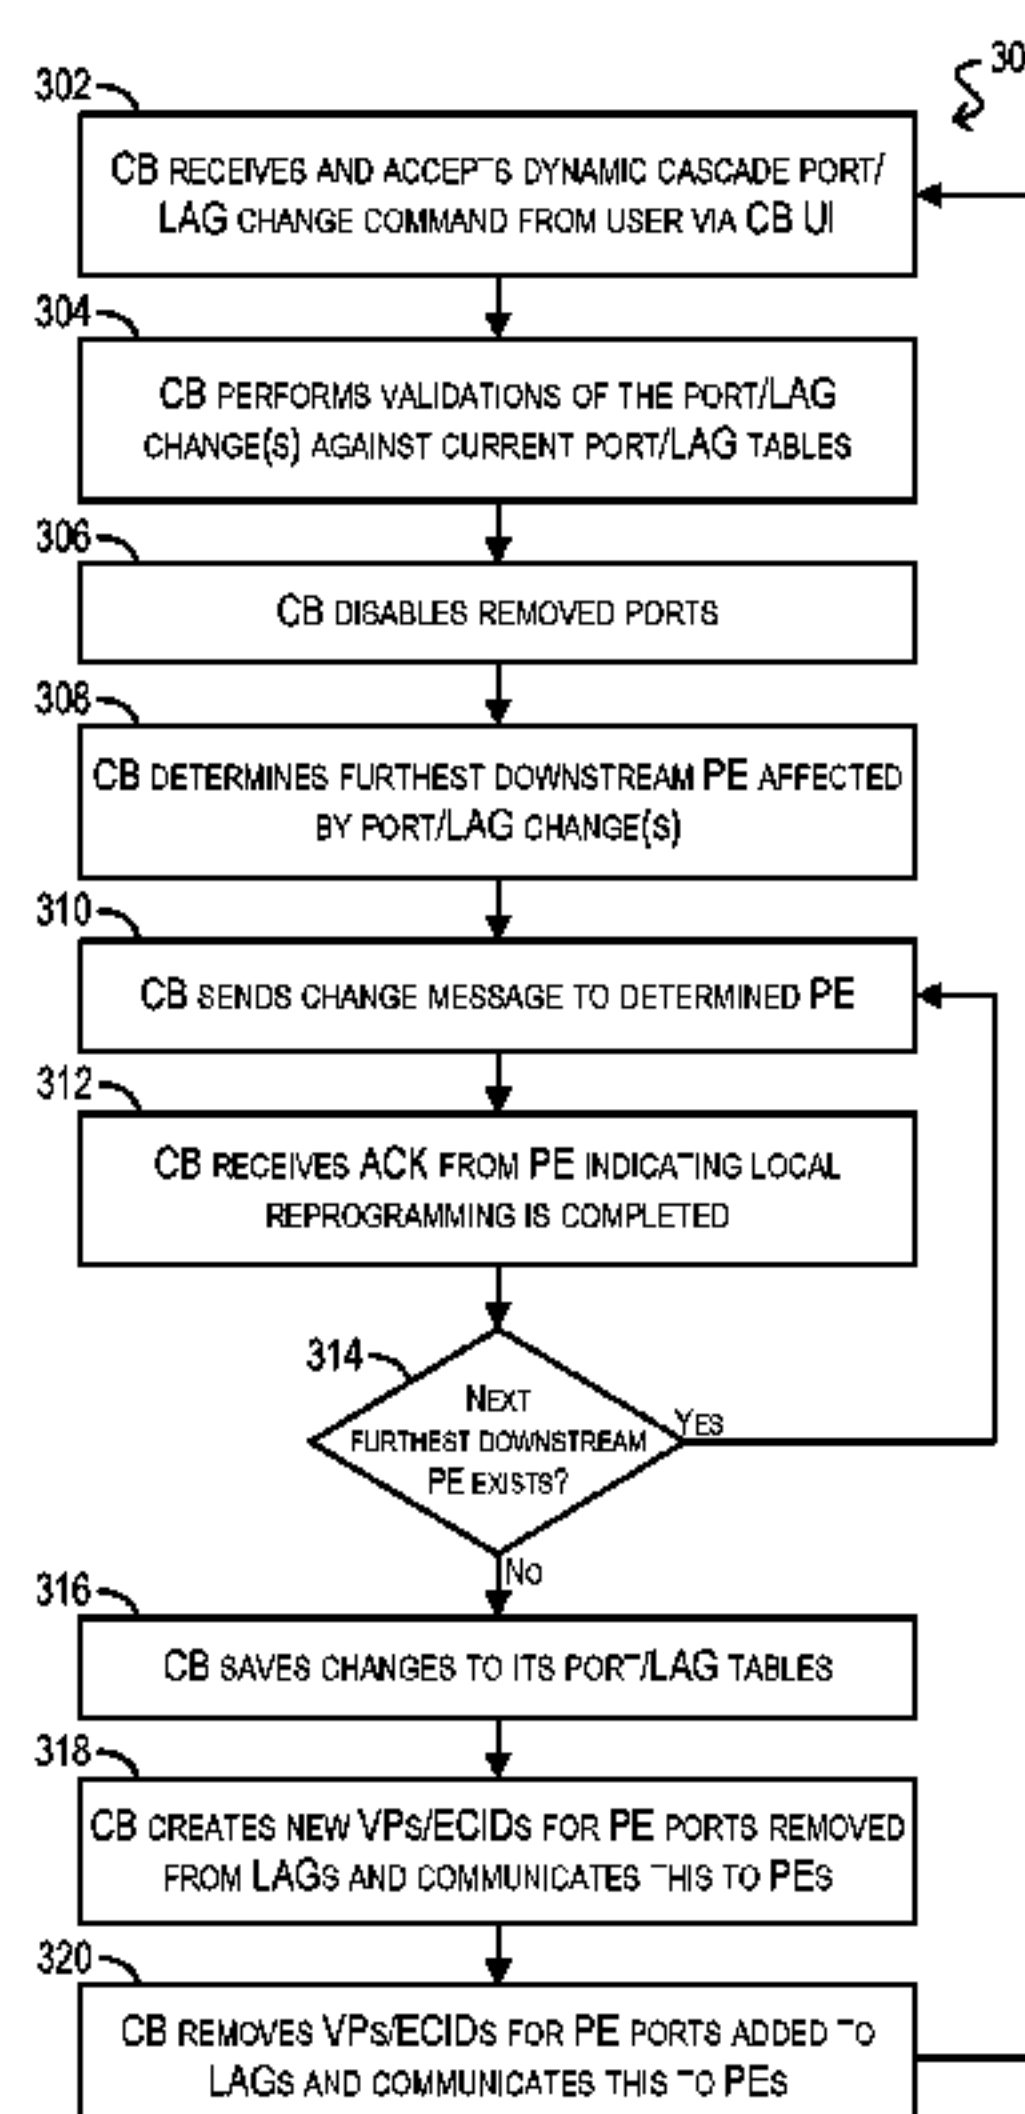 30
302
CB RECEIVES AND ACCEPTS DYNAMIC CASCADE PORT/
LAG CHANGE COMMAND FROM USER VIA CB UI
304
CB PERFORMS VALIDATIONS OF THE PORT/LAG
CHANGE(S) AGAINST CURRENT PORT/LAG TABLES
306
CB DISABLES REMOVED PORTS
308
CB DETERMINES FURTHEST DOWNSTREAM PE AFFECTED
BY PORT/LAG CHANGE(S)
310
CB SENDS CHANGE MESSAGE TO DETERMINED PE
312
CB RECEIVES ACK FROM PE INDICATING LOCAL
REPROGRAMMING IS COMPLETED
314
NEXT
FURTHEST DOWNSTREAM
PE EXISTS?
YES
NO
316
CB SAVES CHANGES TO ITS PORT/LAG TABLES
318
CB CREATES NEW VPS/ECIDS FOR PE PORTS REMOVED
FROM LAGS AND COMMUNICATES THIS TO PES
320
CB REMOVES VPS/ECIDS FOR PE PORTS ADDED TO
LAGS AND COMMUNICATES THIS TO PES